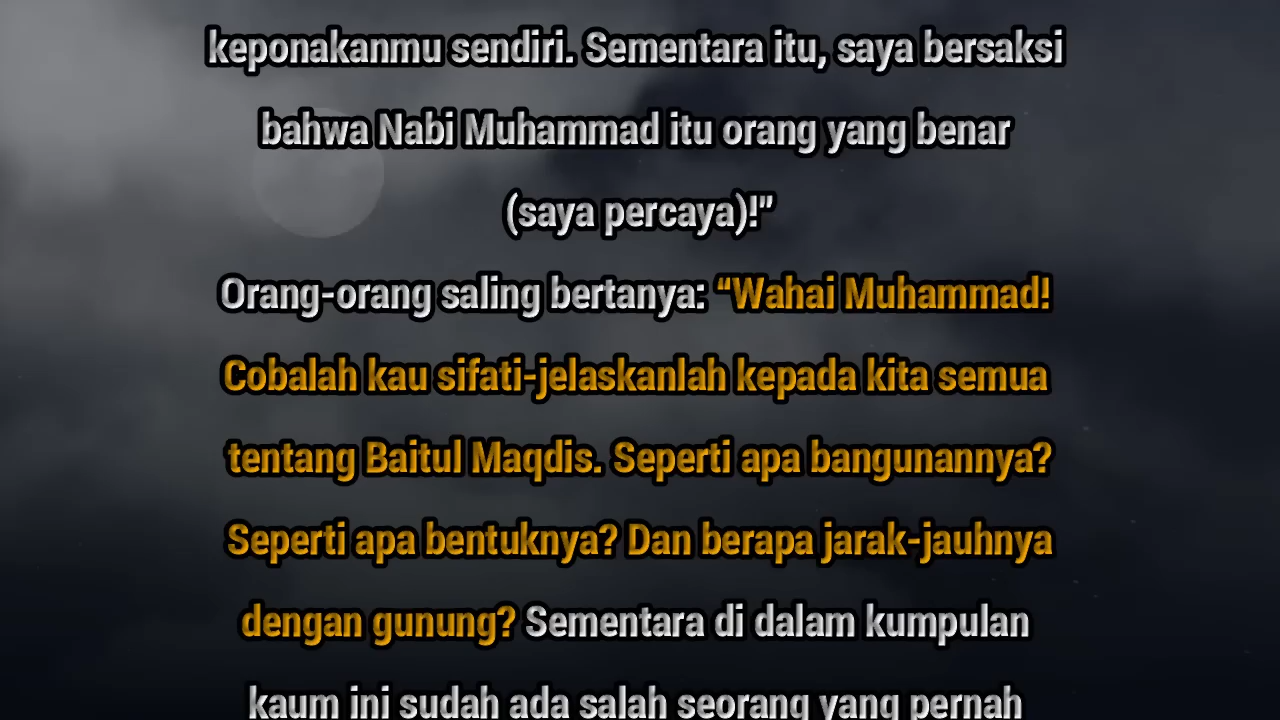 keponakanmu sendiri. Sementara itu, saya bersaksi
bahwa Nabi Muhammad itu orang yang benar
(saya percaya)!”
Orang-orang saling bertanya: “Wahai Muhammad!
Cobalah kau sifati-jelaskanlah kepada kita semua
tentang Baitul Maqdis. Seperti apa bangunannya?
Seperti apa bentuknya? Dan berapa jarak-jauhnya
dengan gunung? Sementara di dalam kumpulan
kaum ini sudah ada salah seorang yang pernah